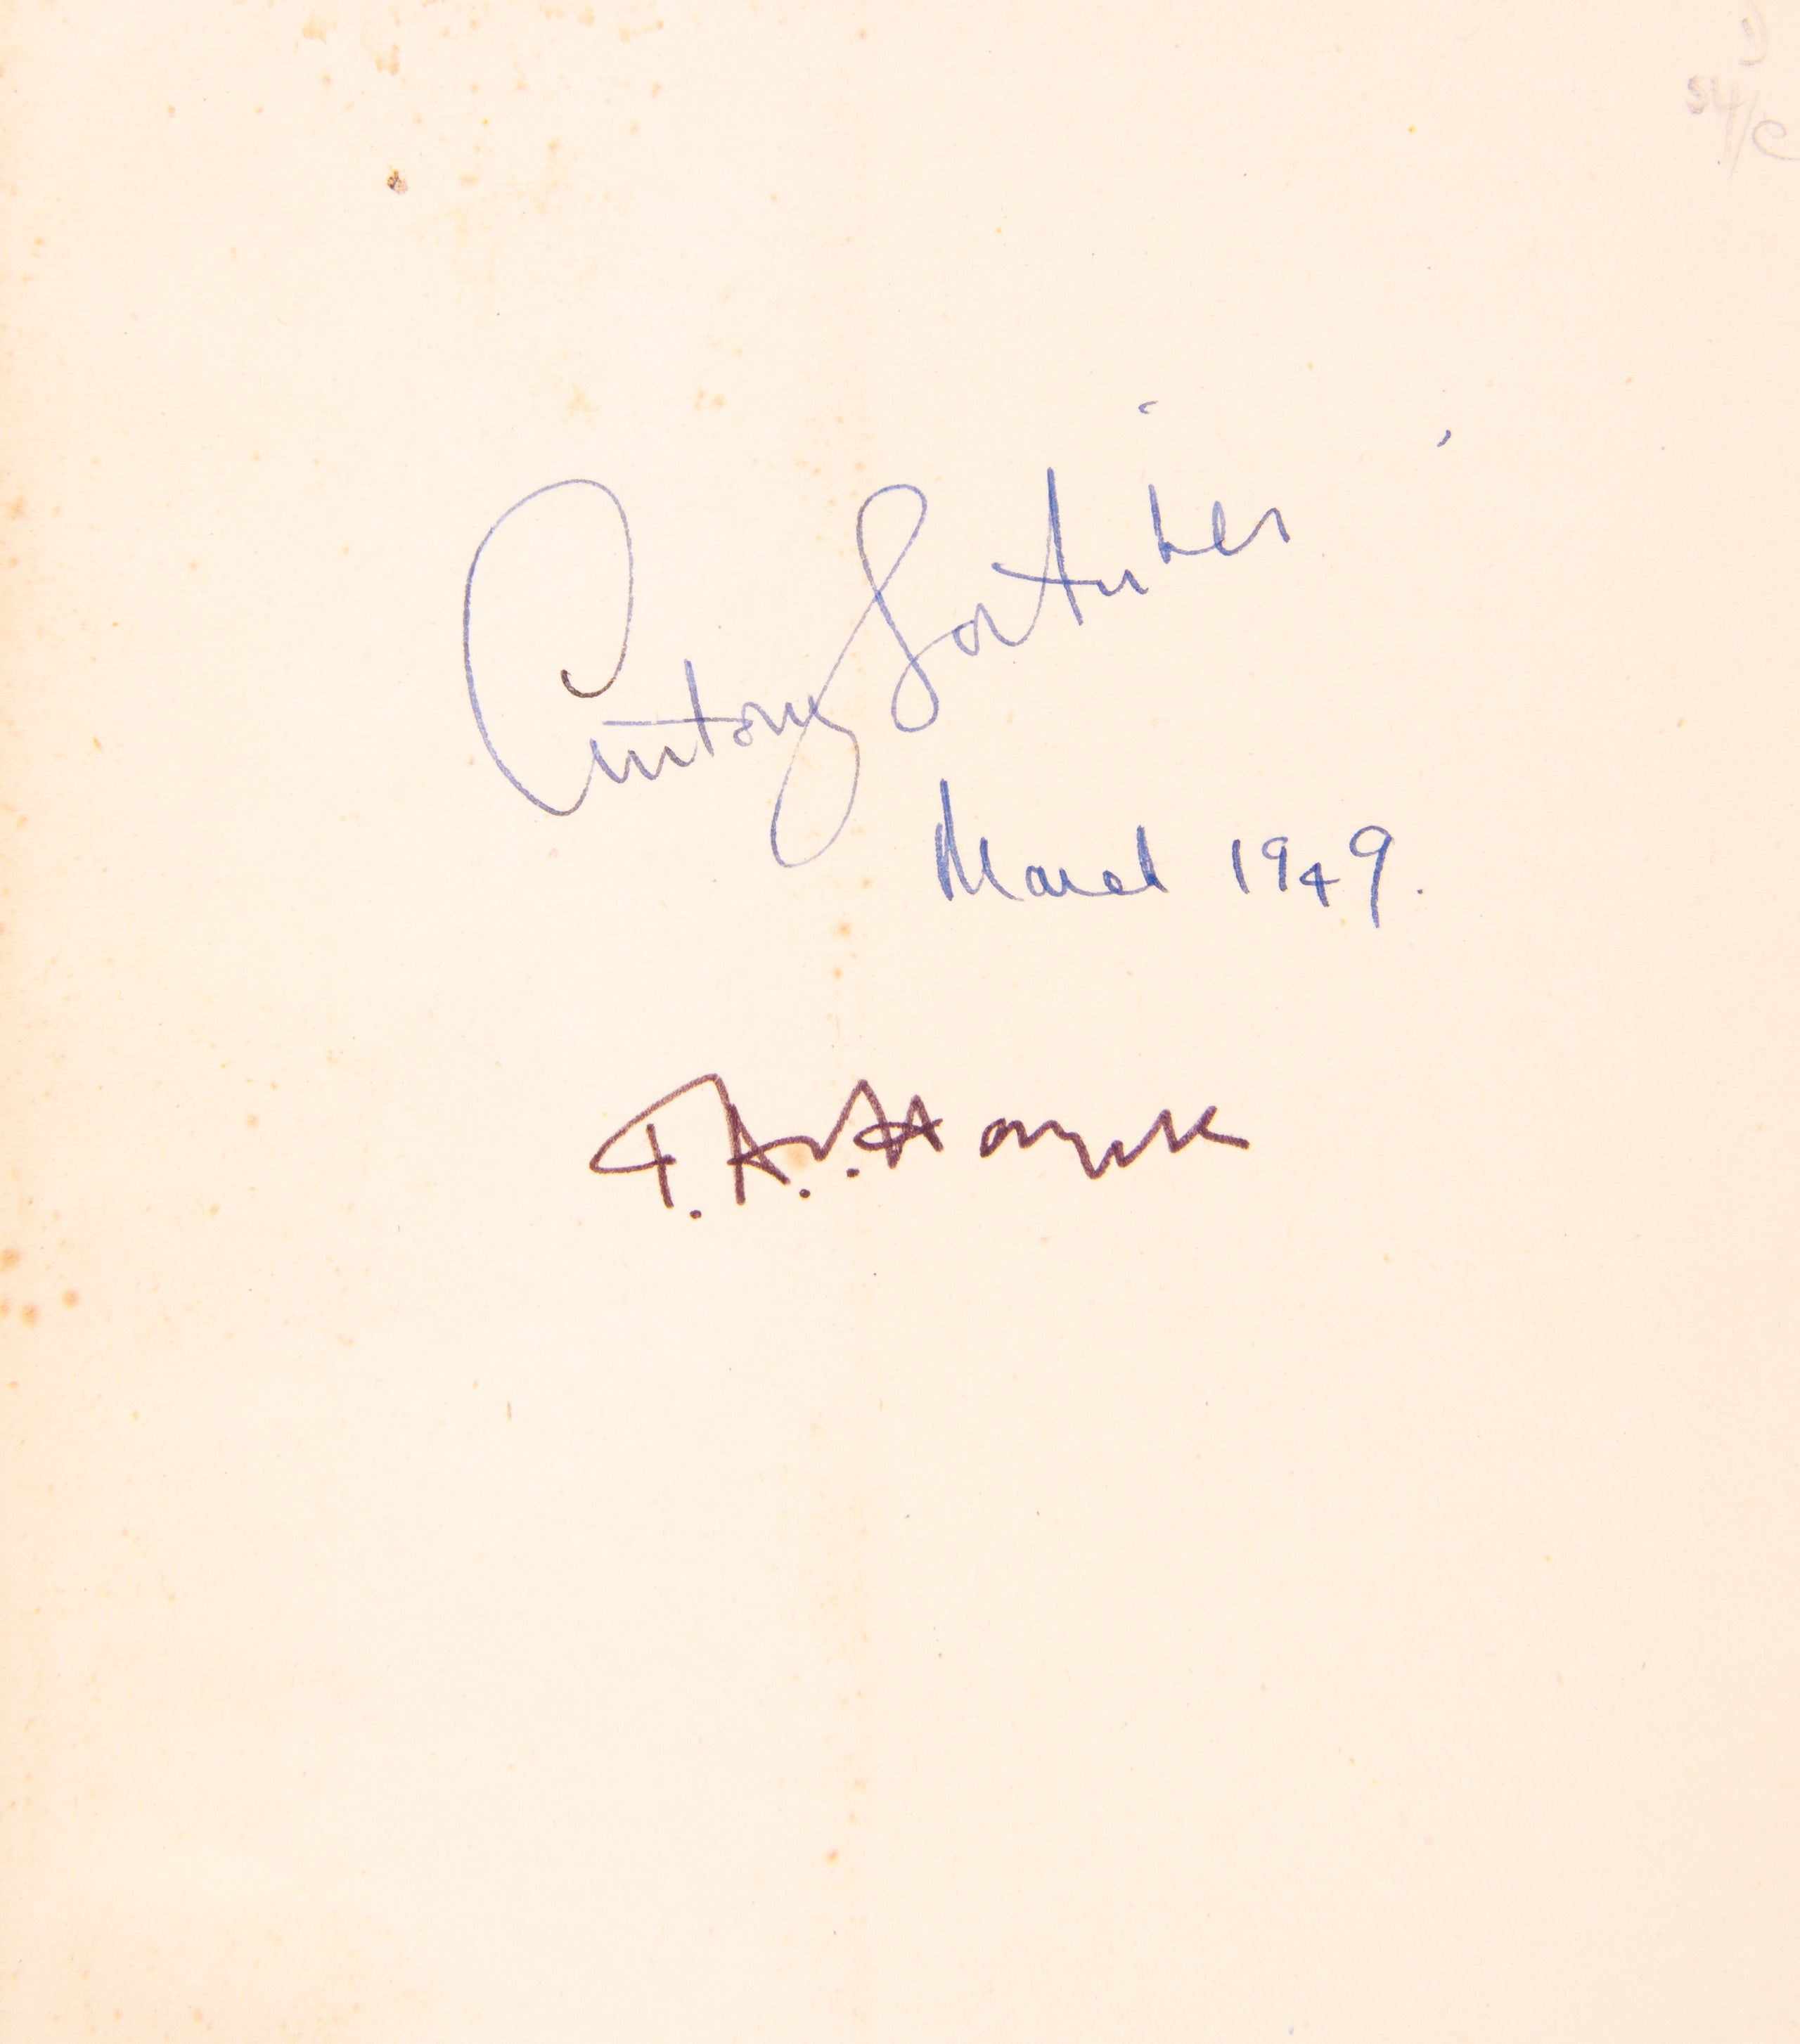 Antony
March 1949.
F. A. v. Hayek